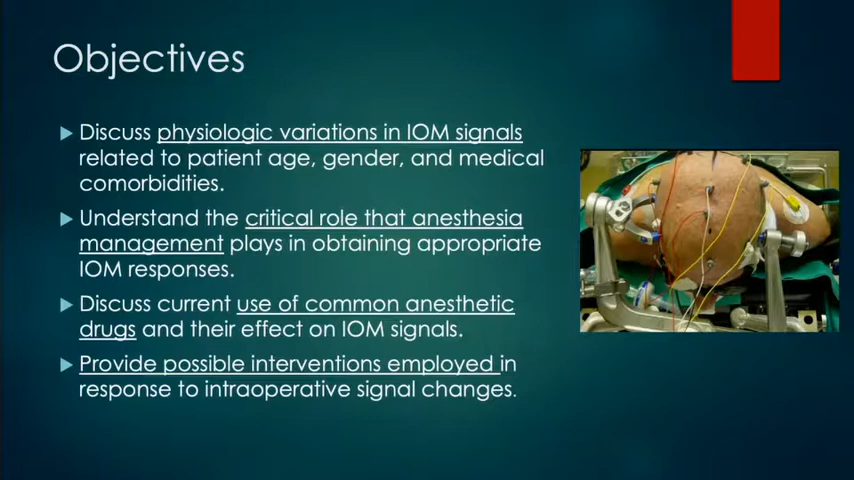 Objectives
Discuss physiologic variations in IOM signals
related to patient age, gender, and medical
comorbidities.
Understand the critical role that anesthesia
management plays in obtaining appropriate
IOM responses.
Discuss current use of common anesthetic
drugs and their effect on IOM signals.
Provide possible interventions employed in
response to intraoperative signal changes.